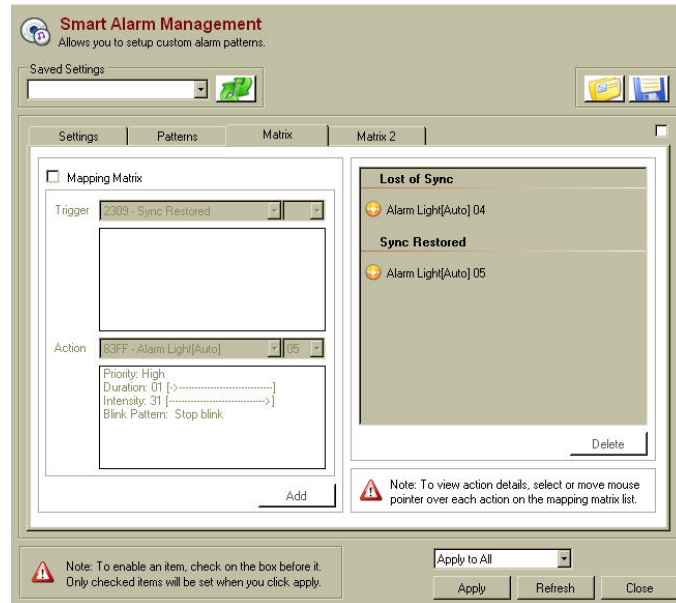 Smart Alarm Management
Allows you to setup custom alarm patterns.
Saved Settings
Settings
Patterns
Matrix
Matrix 2
Mapping Matrix
Trigger
2309 - Sync Restored
Action
83FF - Alarm Light[Auto]
05
Priority: High
Duration: 01 [->---------------------------]
Intensity: 31 [---------------------------->]
Blink Pattern:  Stop blink
Add
Lost of Sync
Alarm Light[Auto] 04
Sync Restored
Alarm Light[Auto] 05
Delete
Note: To view action details, select or move mouse
pointer over each action on the mapping matrix list.
Note: To enable an item, check on the box before it.
Only checked items will be set when you click apply.
Apply to All
Apply
Refresh
Close